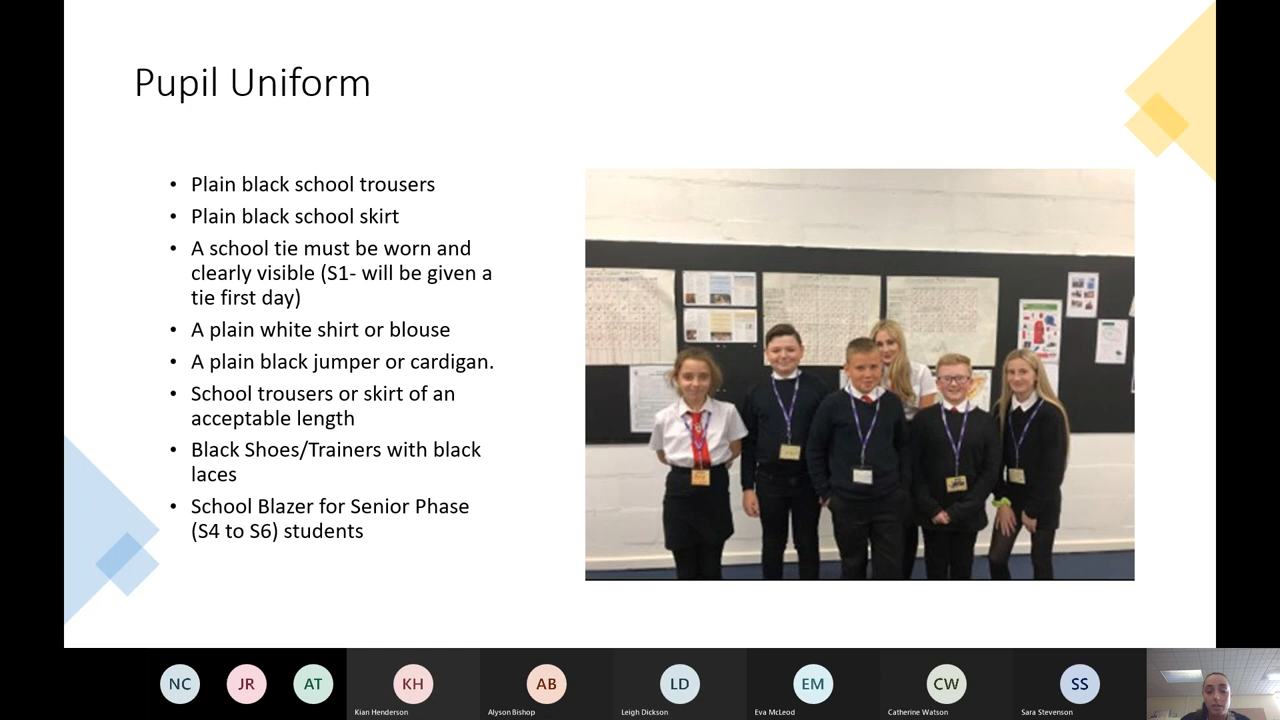 Pupil Uniform
• Plain black school trousers
• Plain black school skirt
• A school tie must be worn and
clearly visible (S1- will be given a
tie first day)
• A plain white shirt or blouse
• A plain black jumper or cardigan.
• School trousers or skirt of an
acceptable length
• Black Shoes/Trainers with black
laces
• School Blazer for Senior Phase
(S4 to S6) students
NC
JR
AT
KH
AB
LD
EM
CW
SS
Kian Henderson
Alyson Bishop
Leigh Dickson
Eva McLeod
Catherine Watson
Sara Stevenson